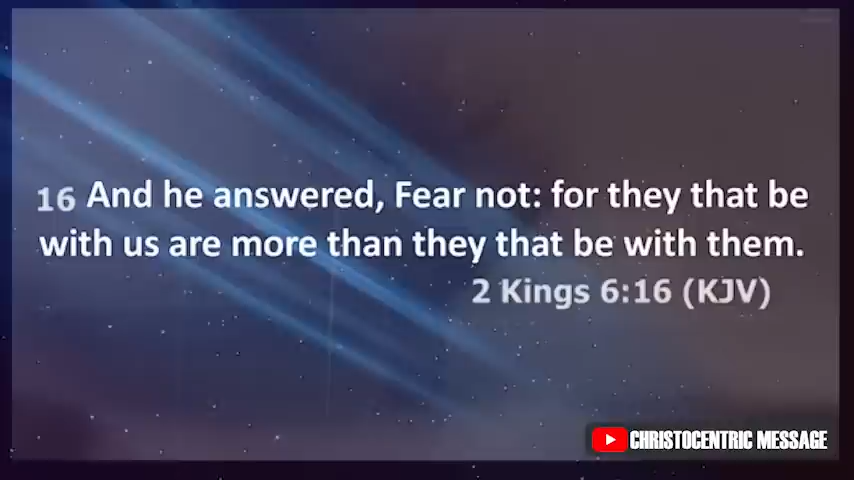 16 And he answered, Fear not: for they that be
with us are more than they that be with them.
2 Kings 6:16 (KJV)
CHRISTOCENTRIC MESSAGE